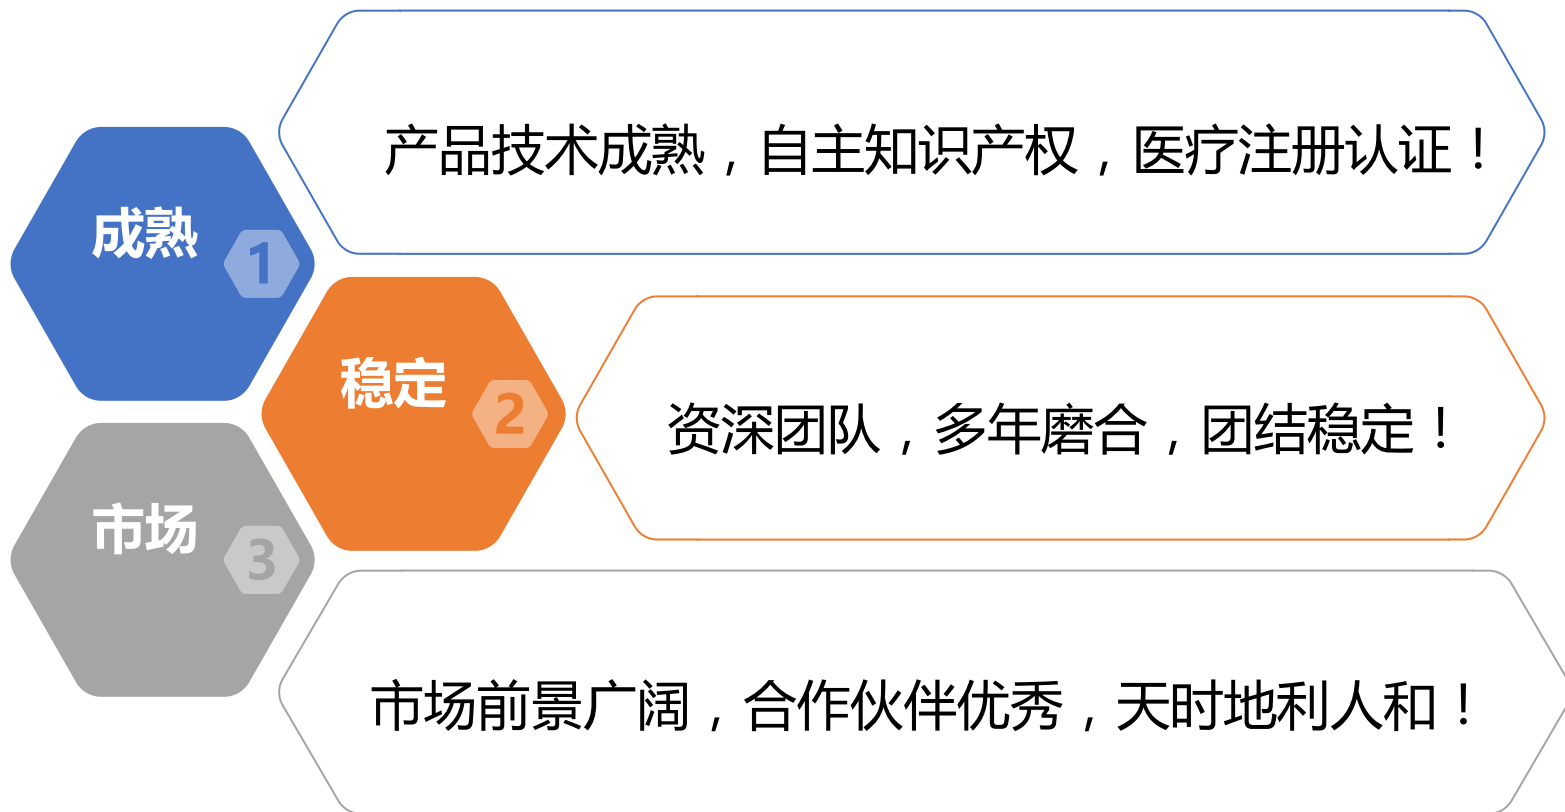 成熟
1
产品技术成熟，自主知识产权，医疗注册认证！
稳定
2
资深团队，多年磨合，团结稳定！
市场
3
市场前景广阔，合作伙伴优秀，天时地利人和！